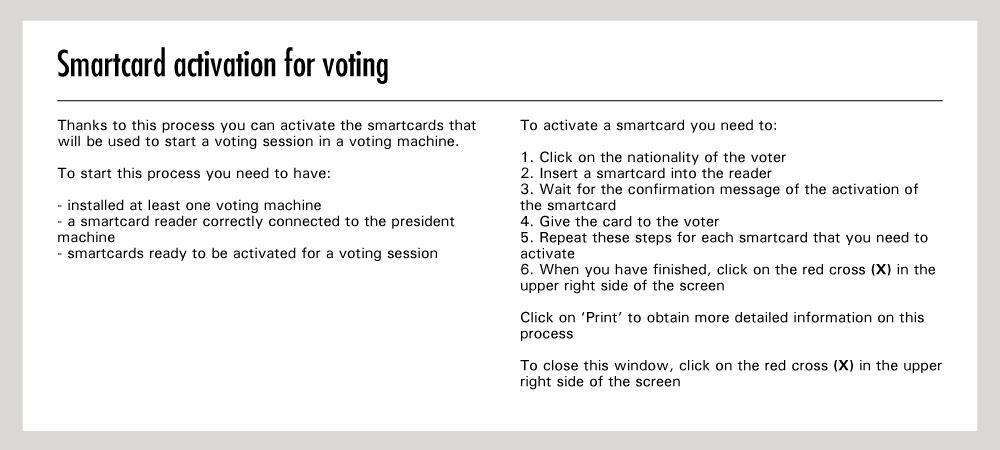 Smartcard activation for voting
Thanks to this process you can activate the smartcards that
will be used to start a voting session in a voting machine.
To start this process you need to have:
- installed at least one voting machine
- a smartcard reader correctly connected to the president
machine
- smartcards ready to be activated for a voting session
To activate a smartcard you need to:
1. Click on the nationality of the voter
2. Insert a smartcard into the reader
3. Wait for the confirmation message of the activation of
the smartcard
4. Give the card to the voter
5. Repeat these steps for each smartcard that you need to
activate
6. When you have finished, click on the red cross (X) in the
upper right side of the screen
Click on ‘Print’ to obtain more detailed information on this
process
To close this window, click on the red cross (X) in the upper
right side of the screen